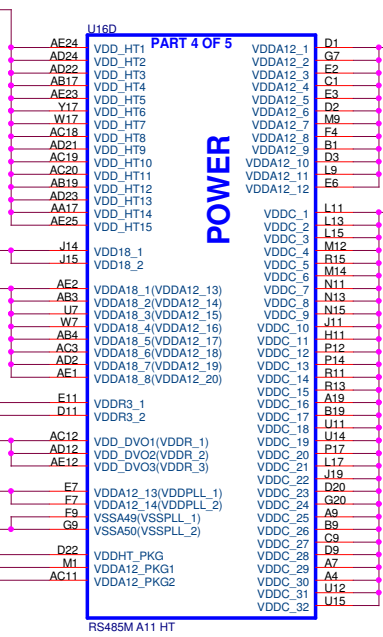 U16D
PART 4 OF 5
POWER
AE24 VDD_HT1
AD24 VDD_HT2
AD22 VDD_HT3
AB17 VDD_HT4
AE23 VDD_HT5
Y17 VDD_HT6
W17 VDD_HT7
AC18 VDD_HT8
AD21 VDD_HT9
AC19 VDD_HT10
AC20 VDD_HT11
AB19 VDD_HT12
AD23 VDD_HT13
AA17 VDD_HT14
AE25 VDD_HT15
J14 VDD18_1
J15 VDD18_2
AE2 VDDA18_1(VDDA12_13)
AB3 VDDA18_2(VDDA12_14)
U7 VDDA18_3(VDDA12_15)
W7 VDDA18_4(VDDA12_16)
AB4 VDDA18_5(VDDA12_17)
AC3 VDDA18_6(VDDA12_18)
AD2 VDDA18_7(VDDA12_19)
AE1 VDDA18_8(VDDA12_20)
E11 VDDR3_1
D11 VDDR3_2
AC12 VDD_DVO1(VDDR_1)
AD12 VDD_DVO2(VDDR_2)
AE12 VDD_DVO3(VDDR_3)
E7 VDDA12_13(VDDPLL_1)
F7 VDDA12_14(VDDPLL_2)
F9 VSSA49(VSSPLL_1)
G9 VSSA50(VSSPLL_2)
D22 VDDHT_PKG
M1 VDDA12_PKG1
AC11 VDDA12_PKG2
VDDA12_1 D1
VDDA12_2 G7
VDDA12_3 E2
VDDA12_4 C1
VDDA12_5 E3
VDDA12_6 D2
VDDA12_7 M9
VDDA12_8 F4
VDDA12_9 B1
VDDA12_10 D3
VDDA12_11 L9
VDDA12_12 E6
VDDC_1 L11
VDDC_2 L13
VDDC_3 L15
VDDC_4 M12
VDDC_5 R15
VDDC_6 M14
VDDC_7 N11
VDDC_8 N13
VDDC_9 N15
VDDC_10 J11
VDDC_11 H11
VDDC_12 P12
VDDC_13 P14
VDDC_14 R11
VDDC_15 R13
VDDC_16 A19
VDDC_17 B19
VDDC_18 U11
VDDC_19 U14
VDDC_20 P17
VDDC_21 L17
VDDC_22 J19
VDDC_23 D20
VDDC_24 G20
VDDC_25 A9
VDDC_26 B9
VDDC_27 C9
VDDC_28 D9
VDDC_29 A7
VDDC_30 A4
VDDC_31 U12
VDDC_32 U15
RS485M A11 HT